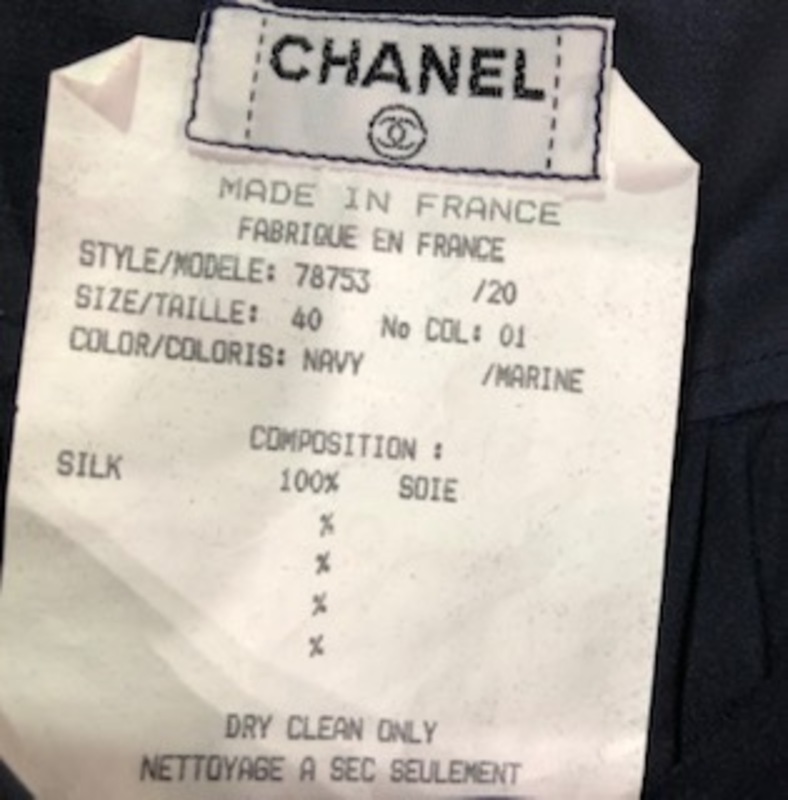 CHANEL
MADE IN FRANCE
FABRIQUE EN FRANCE
STYLE/MODELE: 78753 /20
SIZE/TAILLE: 40 No COL: 01
COLOR/COLORIS: NAVY /MARINE
COMPOSITION :
SILK 100% SOIE
%
%
%
%
DRY CLEAN ONLY
NETTOYAGE A SEC SEULEMENT